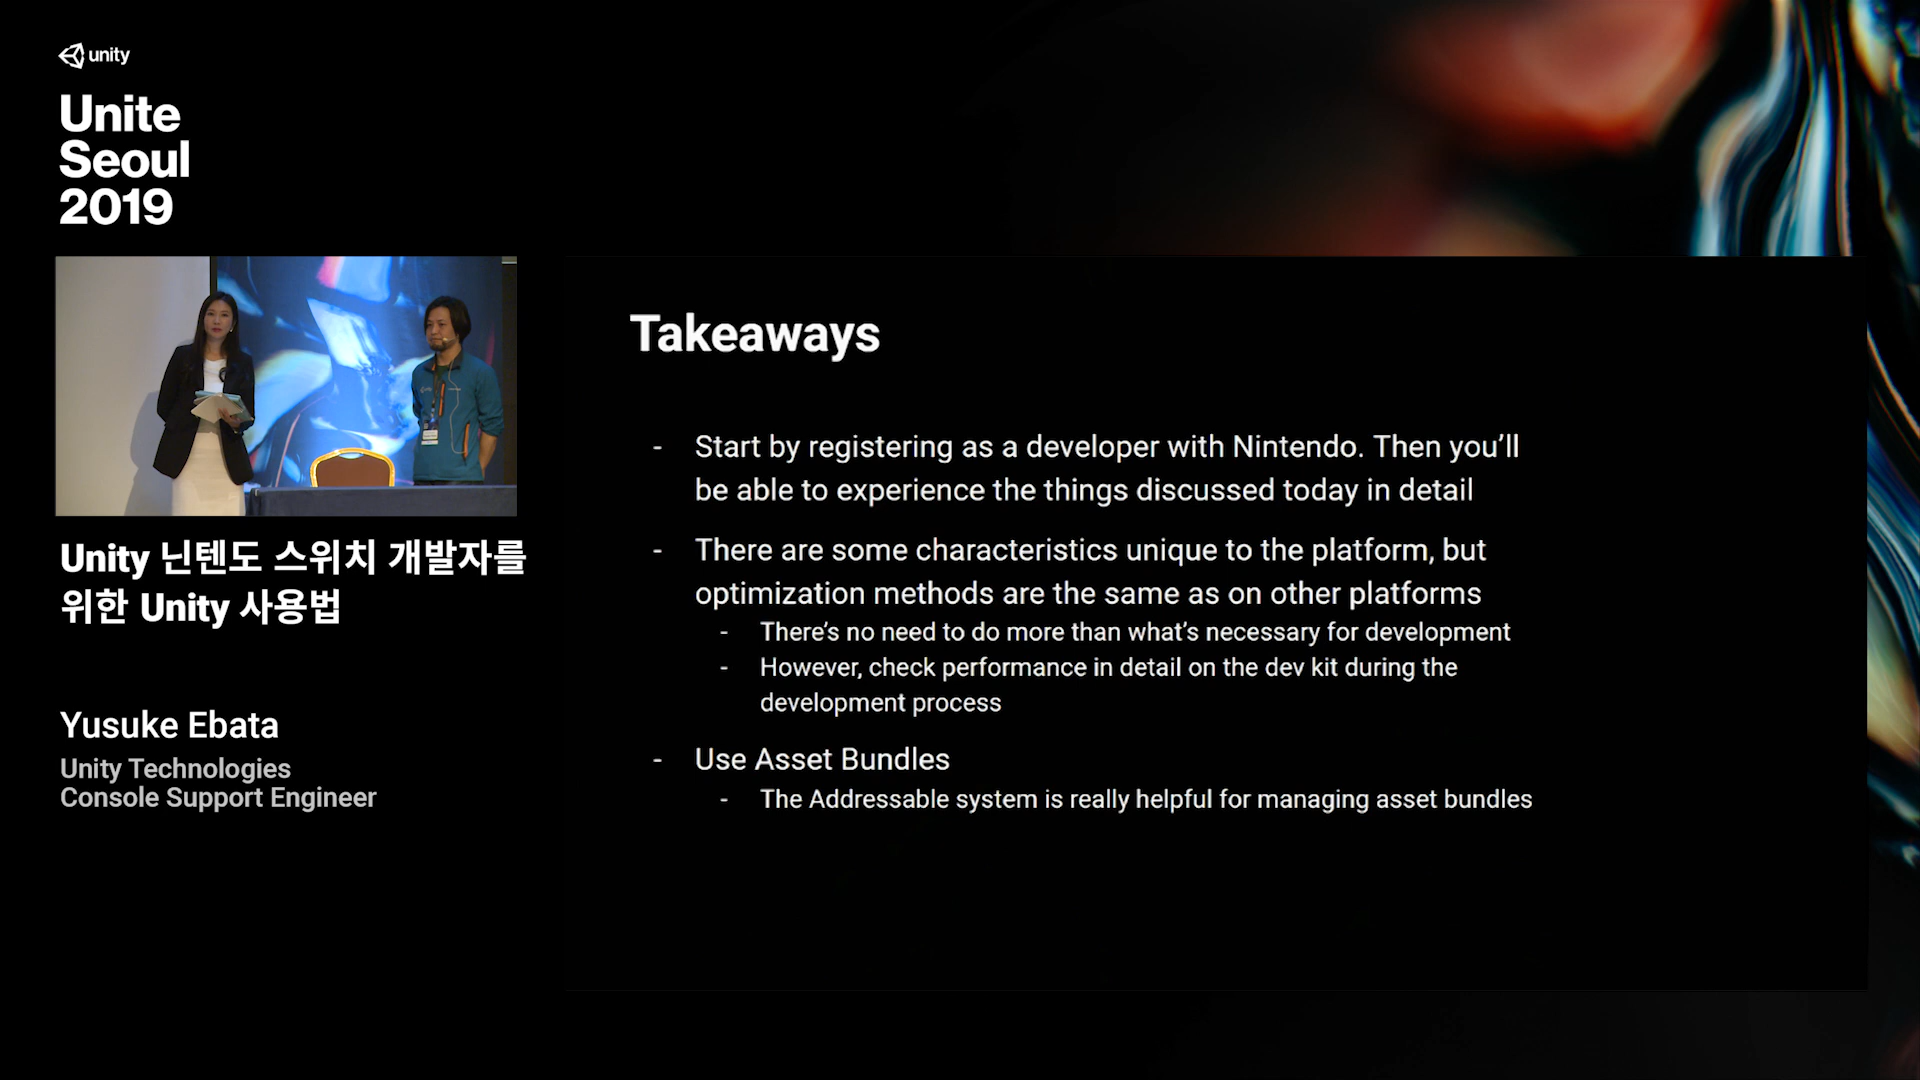 unity
Unite
Seoul
2019
Unity 닌텐도 스위치 개발자를
위한 Unity 사용법
Yusuke Ebata
Unity Technologies
Console Support Engineer
Takeaways
- Start by registering as a developer with Nintendo. Then you’ll
be able to experience the things discussed today in detail
- There are some characteristics unique to the platform, but
optimization methods are the same as on other platforms
- There’s no need to do more than what’s necessary for development
- However, check performance in detail on the dev kit during the
development process
- Use Asset Bundles
- The Addressable system is really helpful for managing asset bundles